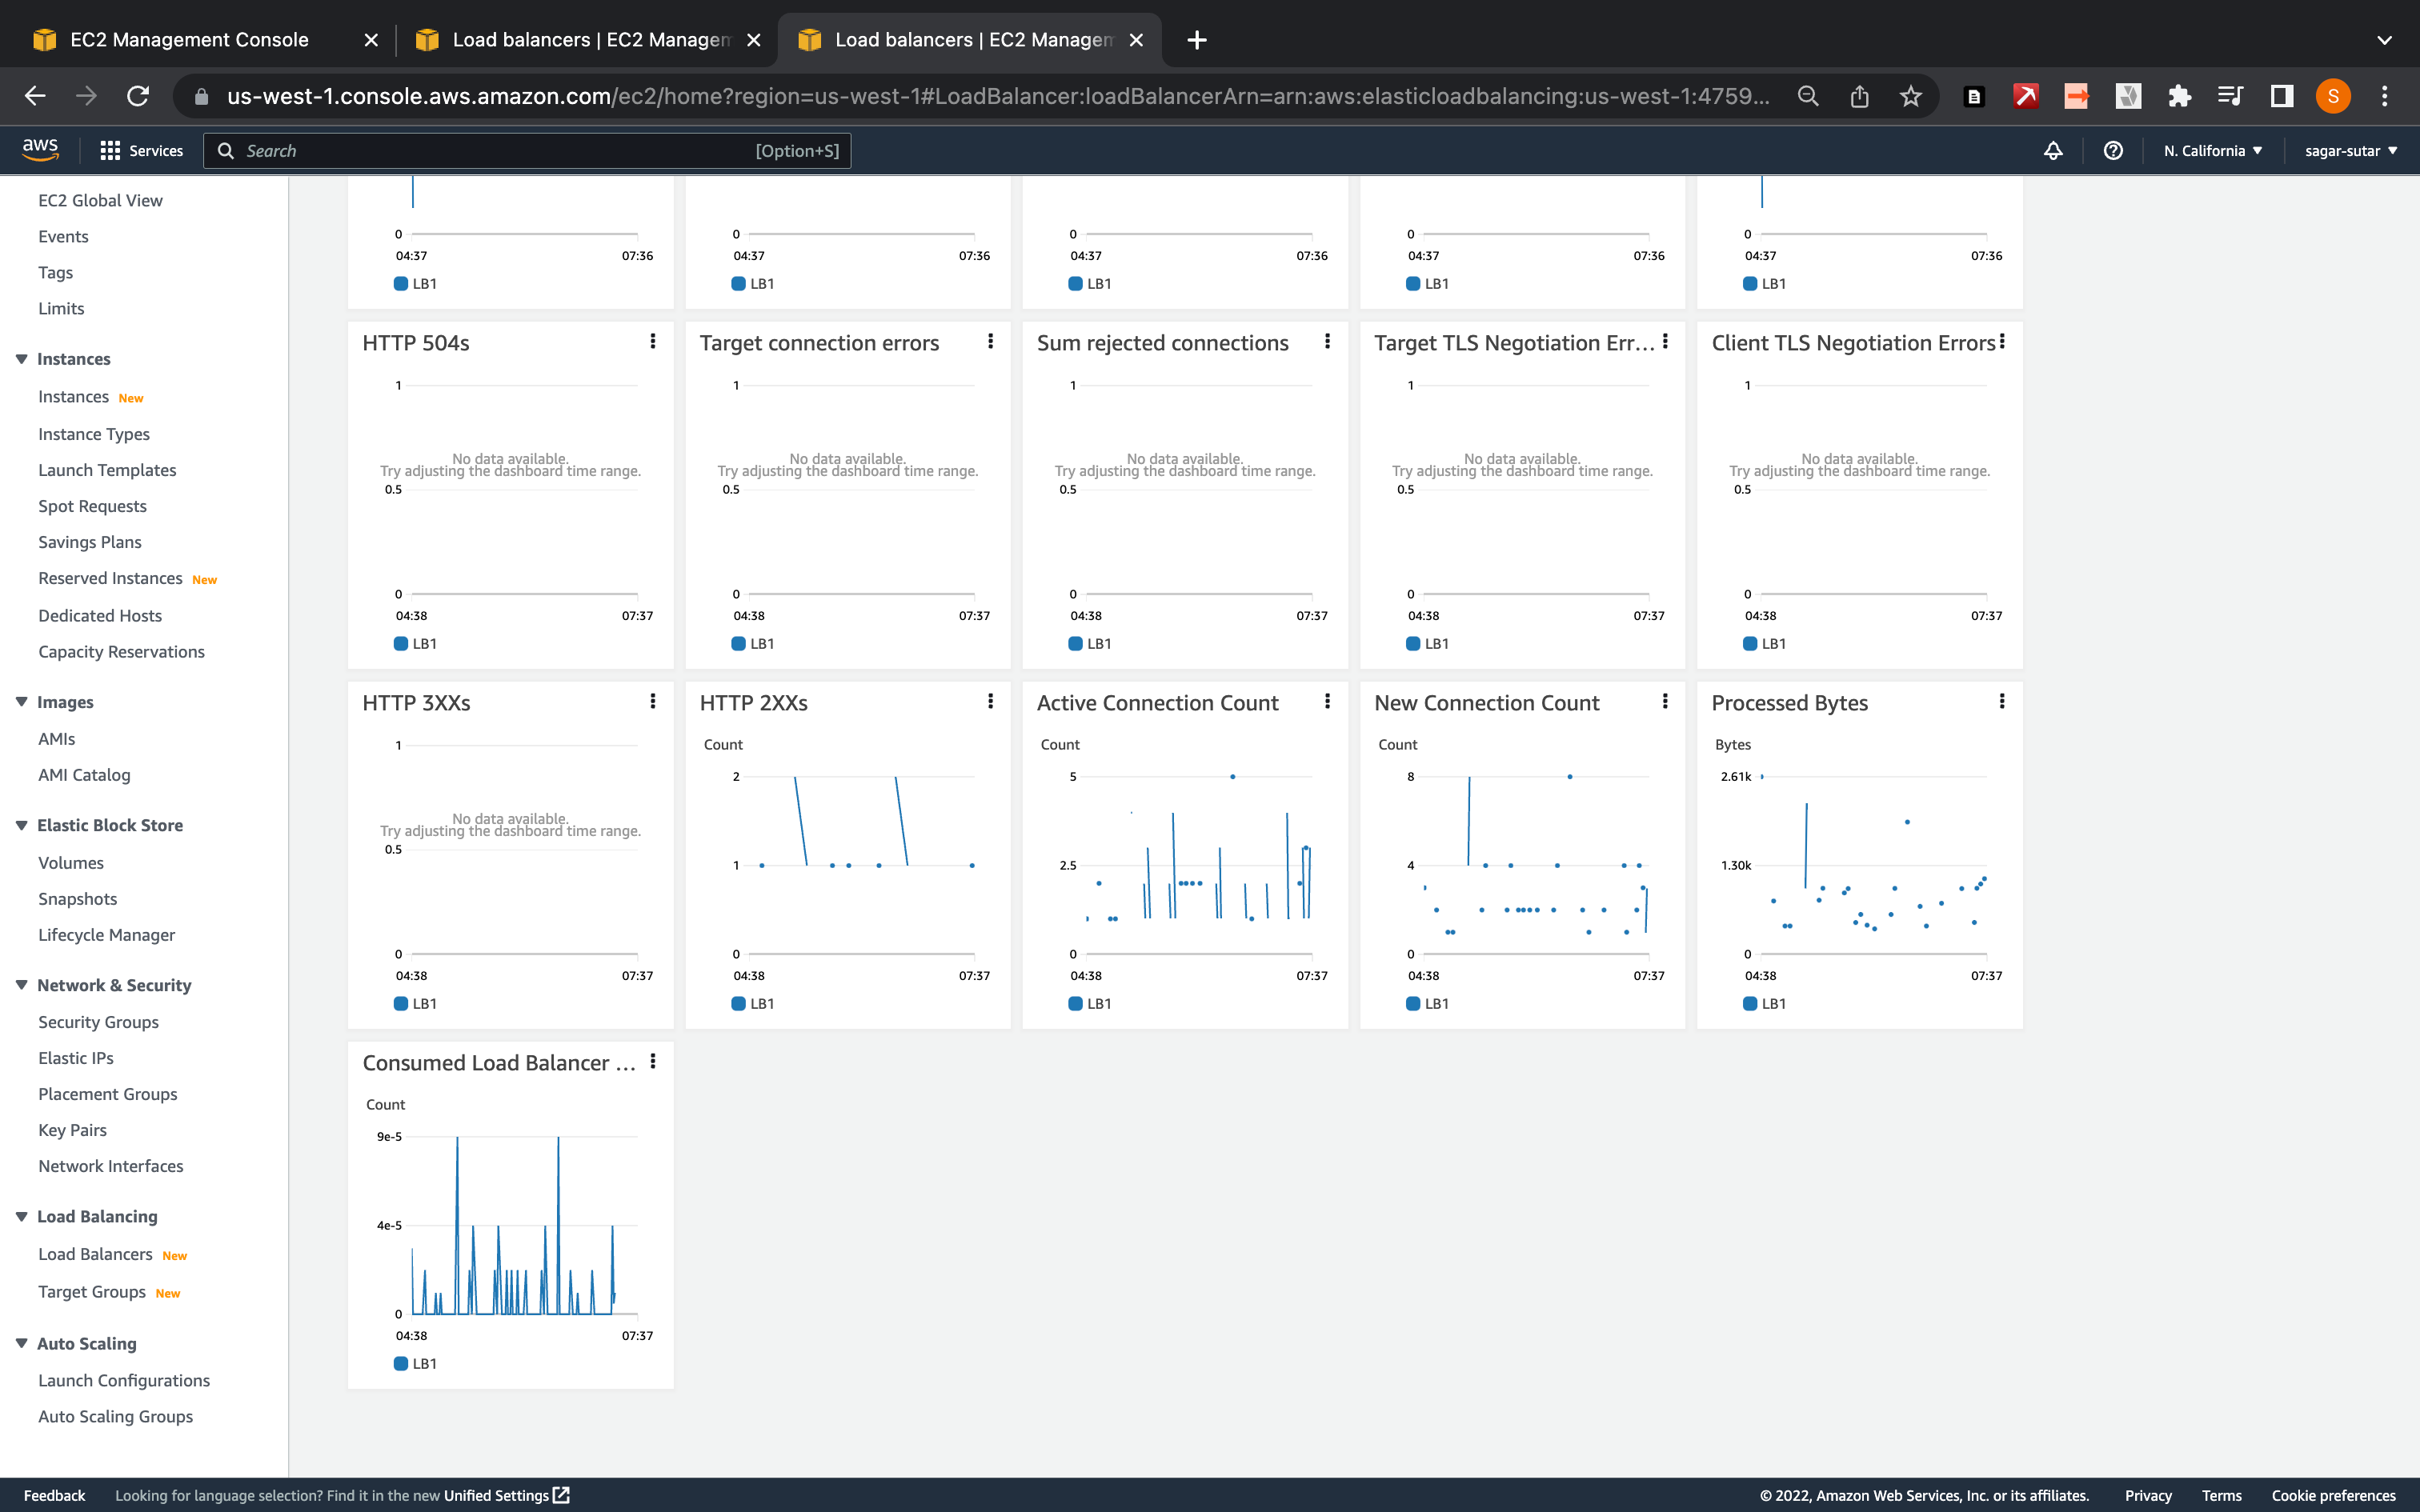 EC2 Management Console
Load balancers | EC2 Managem
Load balancers | EC2 Managem
us-west-1.console.aws.amazon.com/ec2/home?region=us-west-1#LoadBalancer:loadBalancerArn=arn:aws:elasticloadbalancing:us-west-1:4759...
S
aws
Services
Search
[Option+S]
N. California
sagar-sutar
EC2 Global View
Events
Tags
Limits
Instances
Instances New
Instance Types
Launch Templates
Spot Requests
Savings Plans
Reserved Instances New
Dedicated Hosts
Capacity Reservations
Images
AMIs
AMI Catalog
Elastic Block Store
Volumes
Snapshots
Lifecycle Manager
Network & Security
Security Groups
Elastic IPs
Placement Groups
Key Pairs
Network Interfaces
Load Balancing
Load Balancers New
Target Groups New
Auto Scaling
Launch Configurations
Auto Scaling Groups
0
04:37 07:36
LB1
0
04:37 07:36
LB1
0
04:37 07:36
LB1
0
04:37 07:36
LB1
0
04:37 07:36
LB1
HTTP 504s
1
No data available.
Try adjusting the dashboard time range.
0.5
0
04:38 07:37
LB1
Target connection errors
1
No data available.
Try adjusting the dashboard time range.
0.5
0
04:38 07:37
LB1
Sum rejected connections
1
No data available.
Try adjusting the dashboard time range.
0.5
0
04:38 07:37
LB1
Target TLS Negotiation Err...
1
No data available.
Try adjusting the dashboard time range.
0.5
0
04:38 07:37
LB1
Client TLS Negotiation Errors
1
No data available.
Try adjusting the dashboard time range.
0.5
0
04:38 07:37
LB1
HTTP 3XXs
1
No data available.
Try adjusting the dashboard time range.
0.5
0
04:38 07:37
LB1
HTTP 2XXs
Count
2
1
0
04:38 07:37
LB1
Active Connection Count
Count
5
2.5
0
04:38 07:37
LB1
New Connection Count
Count
8
4
0
04:38 07:37
LB1
Processed Bytes
Bytes
2.61k
1.30k
0
04:38 07:37
LB1
Consumed Load Balancer ...
Count
9e-5
4e-5
0
04:38 07:37
LB1
Feedback
Looking for language selection? Find it in the new Unified Settings
© 2022, Amazon Web Services, Inc. or its affiliates.
Privacy
Terms
Cookie preferences